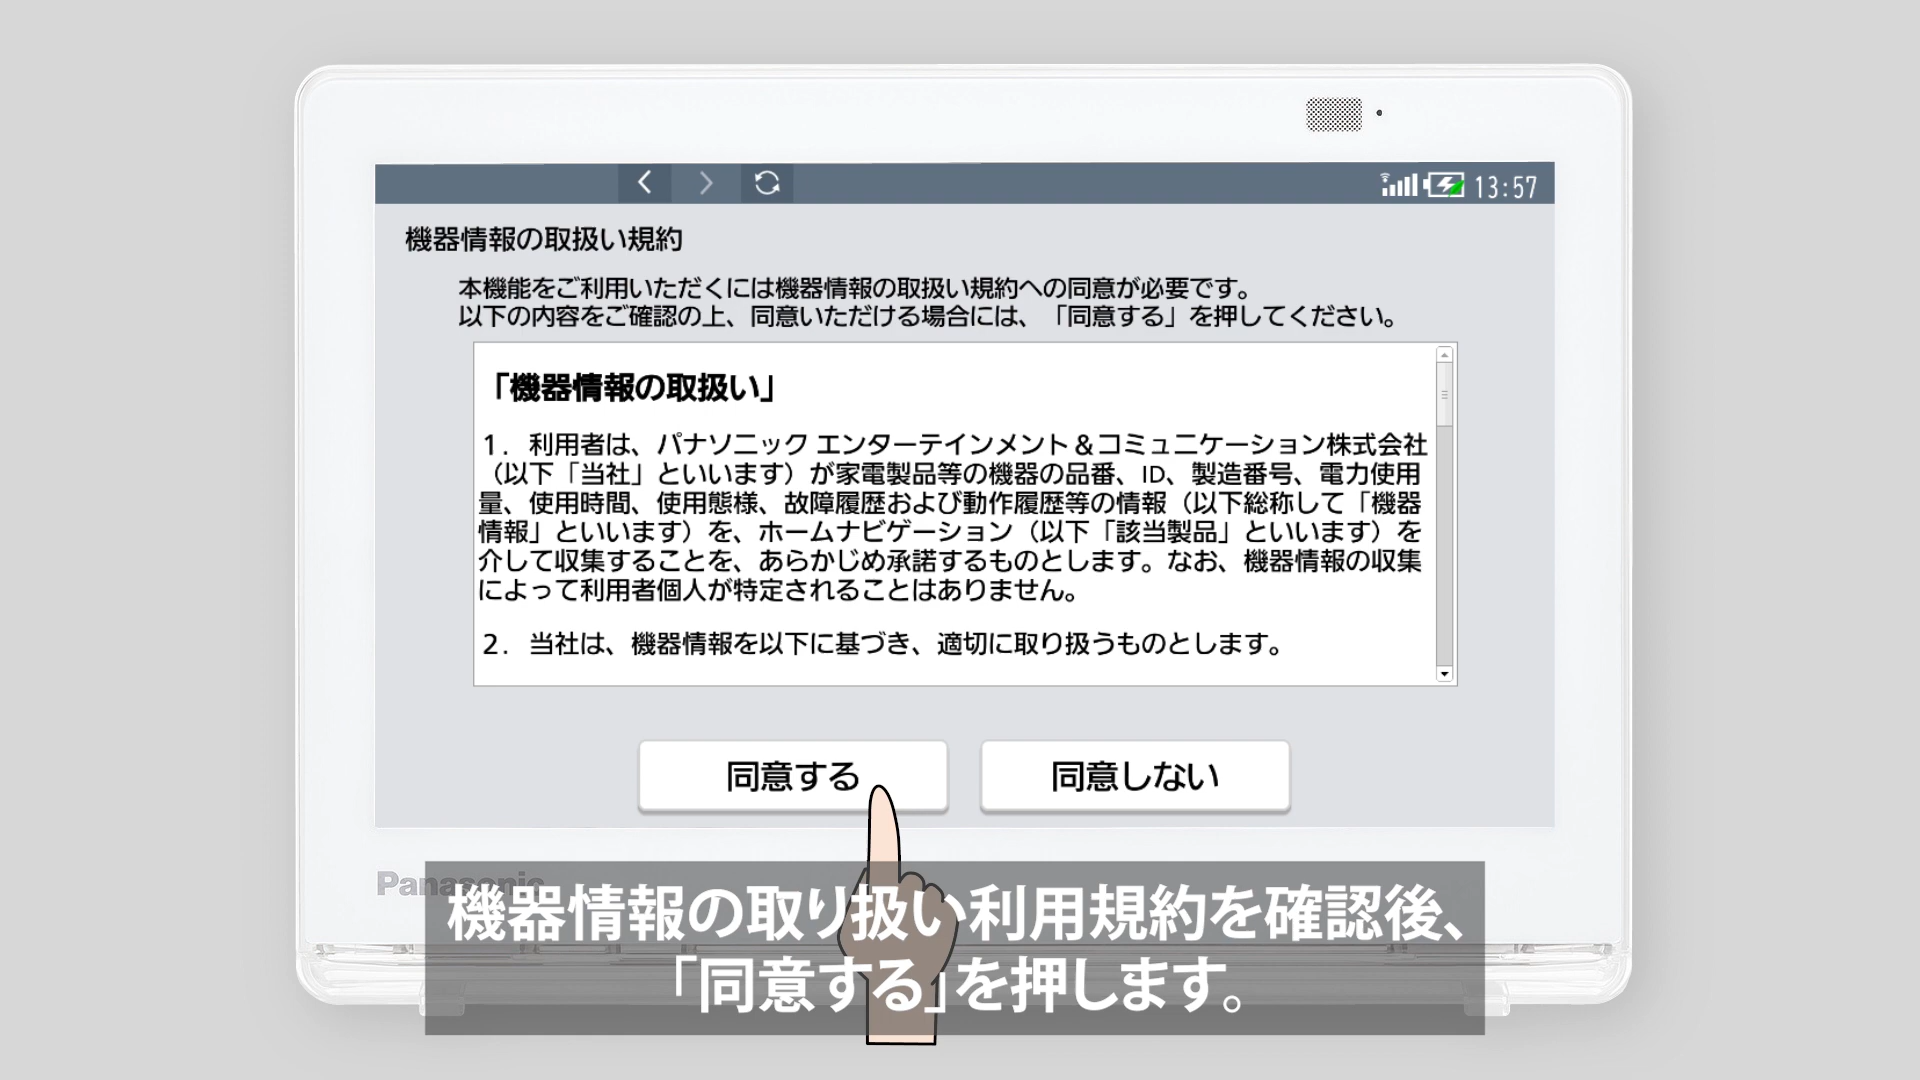 13:57
機器情報の取扱い規約
本機能をご利用いただくには機器情報の取扱い規約への同意が必要です。
以下の内容をご確認の上、同意いただける場合には、「同意する」を押してください。
「機器情報の取扱い」
1. 利用者は、パナソニック エンターテインメント＆コミュニケーション株式会社
（以下「当社」といいます）が家電製品等の機器の品番、ID、製造番号、電力使用
量、使用時間、使用態様、故障履歴および動作履歴等の情報（以下総称して「機器
情報」といいます）を、ホームナビゲーション（以下「該当製品」といいます）を
介して収集することを、あらかじめ承諾するものとします。なお、機器情報の収集
によって利用者個人が特定されることはありません。
2. 当社は、機器情報を以下に基づき、適切に取り扱うものとします。
同意する
同意しない
Panasonic
機器情報の取り扱い利用規約を確認後、
「同意する」を押します。